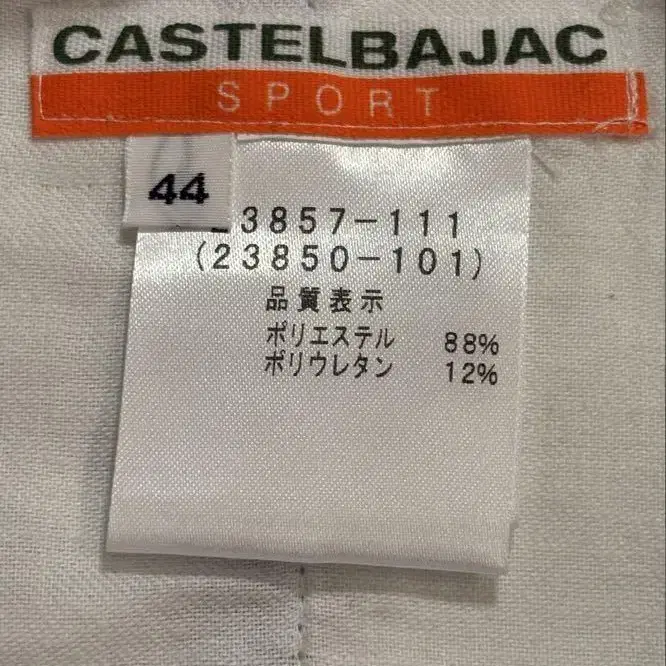 CASTELBAJAC
SPORT
44
23857-111
(23850-101)
品質表示
ポリエステル 88%
ポリウレタン 12%